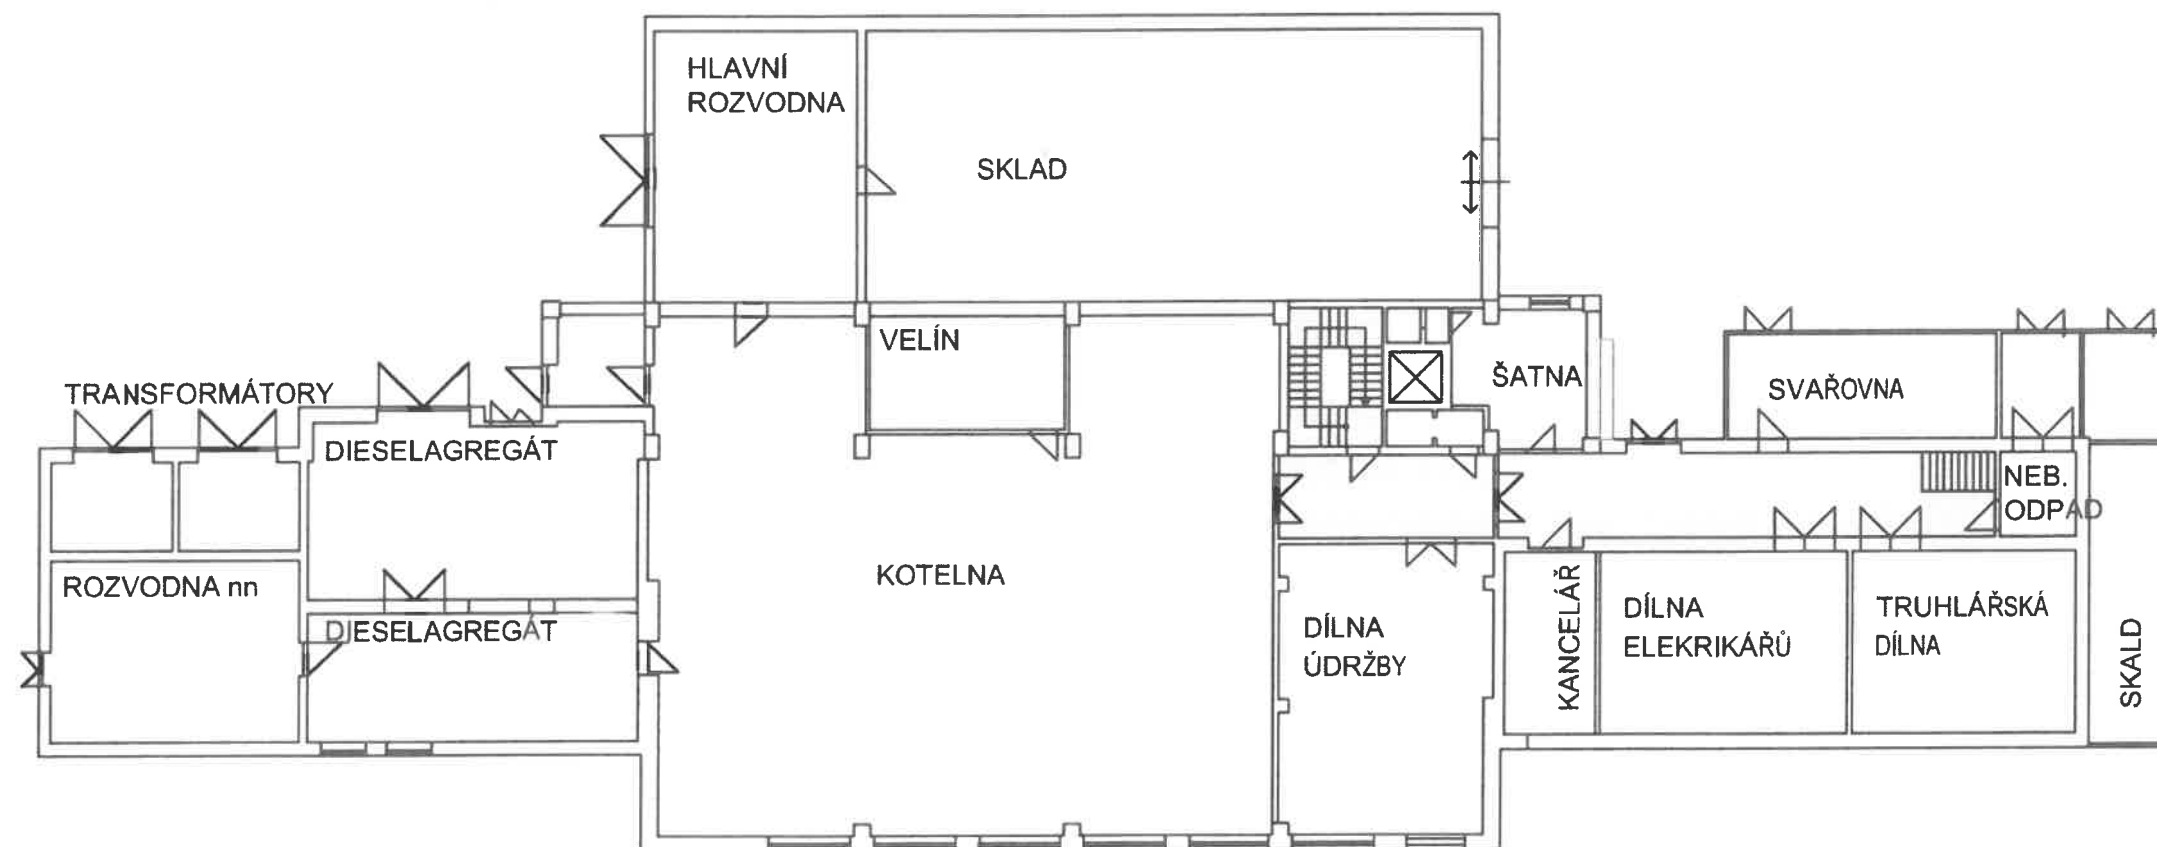 HLAVNÍ
ROZVODNA
SKLAD
VELÍN
ŠATNA
SVAŘOVNA
TRANSFORMÁTORY
DIESELAGREGÁT
NEB.
ODPAD
ROZVODNA nn
DIESELAGREGÁT
KOTELNA
DÍLNA
ÚDRŽBY
KANCELÁŘ
DÍLNA
ELEKRIKÁŘŮ
TRUHLÁŘSKÁ
DÍLNA
SKALD